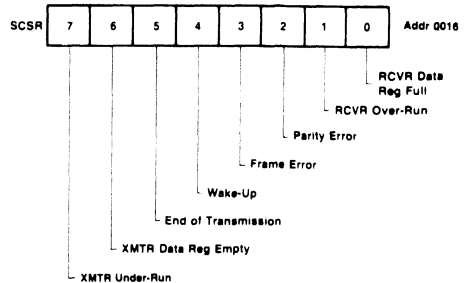 SCSR 7 6 5 4 3 2 1 0 Addr 0016
RCVR Data
Reg Full
RCVR Over-Run
Parity Error
Frame Error
Wake-Up
End of Transmission
XMTR Data Reg Empty
XMTR Under-Run